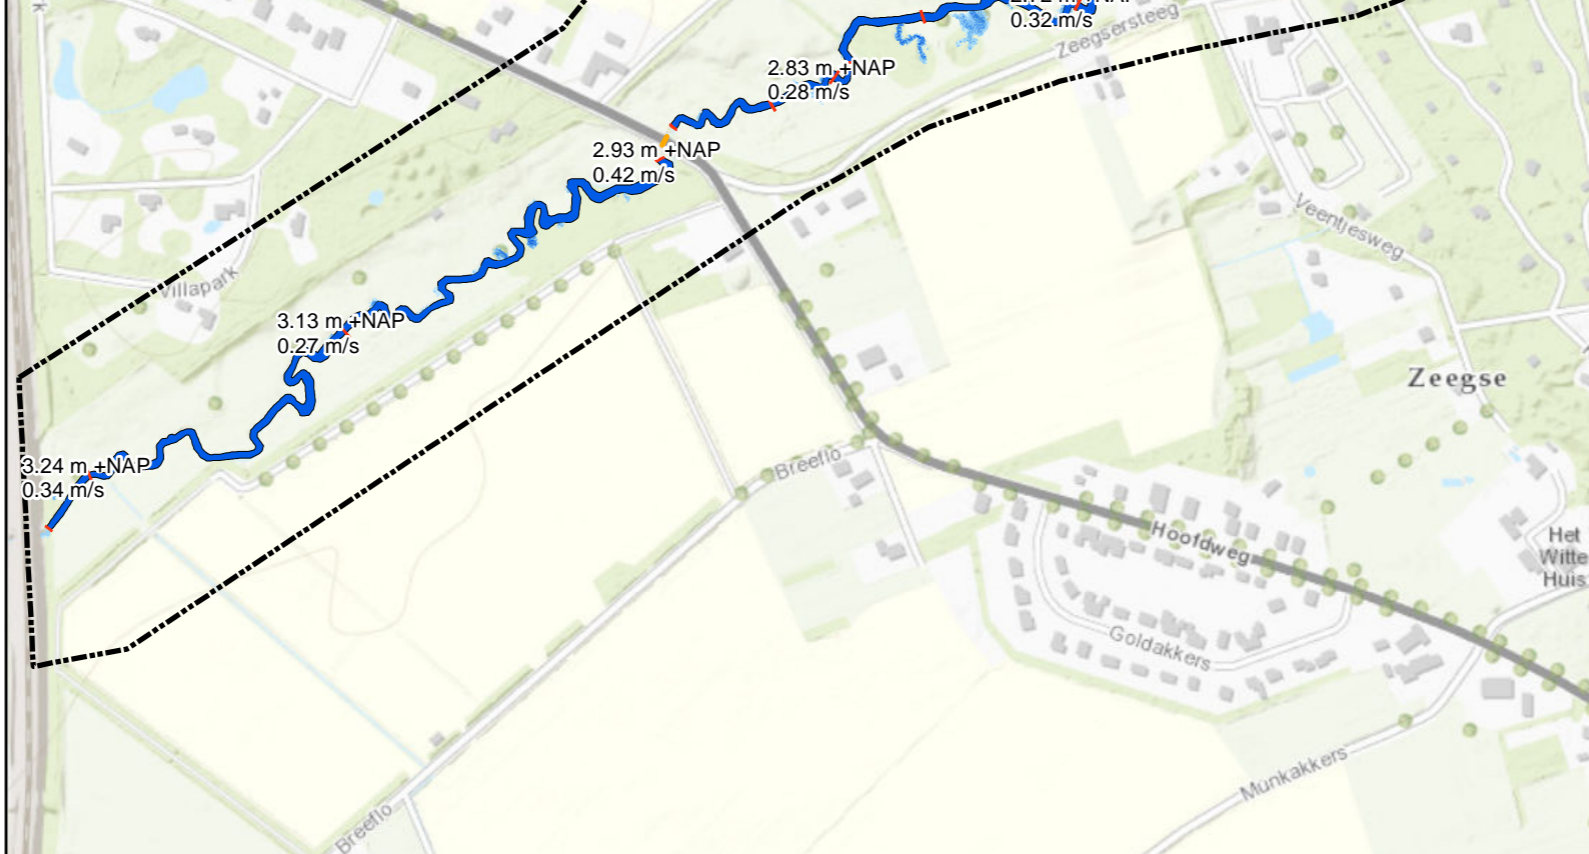 0.32 m/s
Zeegsersteeg
2.83 m +NAP
0.28 m/s
2.93 m +NAP
0.42 m/s
Veentjesweg
Villapark
3.13 m +NAP
0.27 m/s
Zeegse
3.24 m +NAP
0.34 m/s
Breeflo
Hoofdweg
Het
Witte
Huis
Goldakkers
Munkakkers
Breeflo